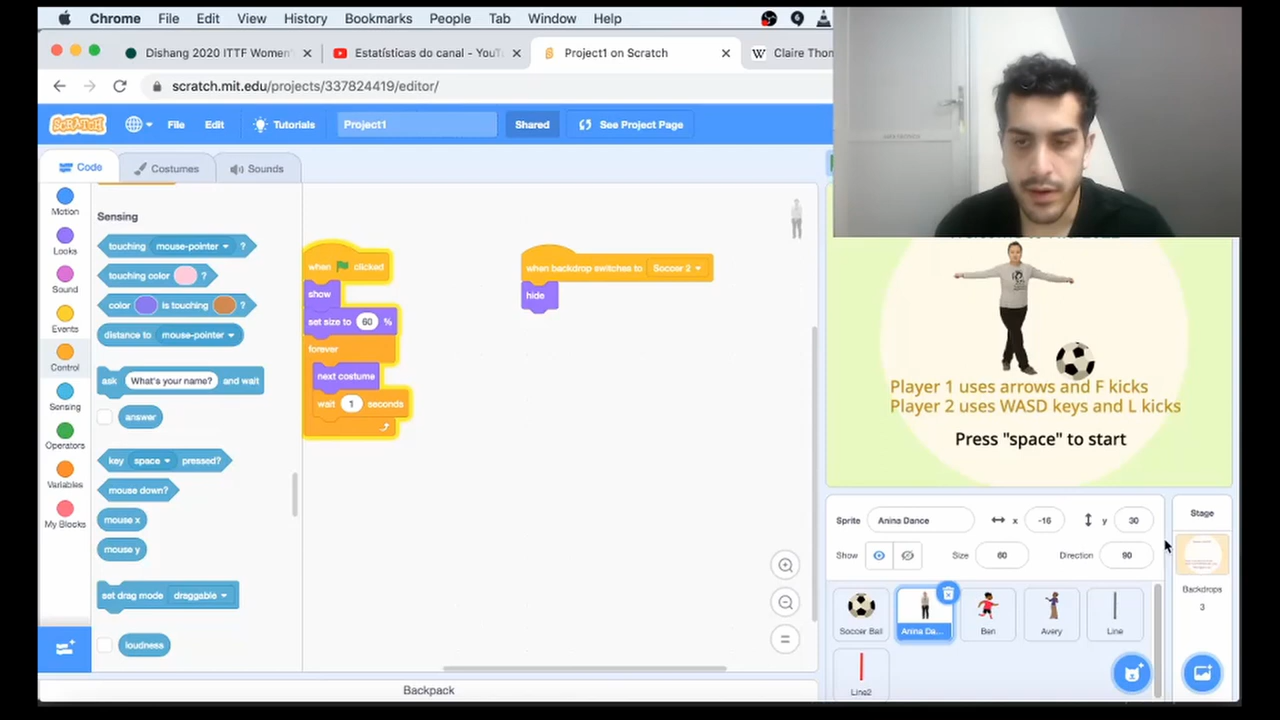 Chrome File Edit View History Bookmarks People Tab Window Help
Dishang 2020 ITTF Women'
Estatísticas do canal - YouT
Project1 on Scratch
Claire Thom
scratch.mit.edu/projects/337824419/editor/
SCRATCH
File
Edit
Tutorials
Project1
Shared
See Project Page
Code
Costumes
Sounds
Motion
Looks
Sound
Events
Control
Sensing
Operators
Variables
My Blocks
Sensing
touching mouse-pointer ?
touching color ?
color is touching ?
distance to mouse-pointer
ask What's your name? and wait
answer
key space pressed?
mouse down?
mouse x
mouse y
set drag mode draggable
loudness
when clicked
show
set size to 60 %
forever
next costume
wait 1 seconds
when backdrop switches to Soccer 2
hide
Player 1 uses arrows and F kicks
Player 2 uses WASD keys and L kicks
Press "space" to start
Sprite Anina Dance x -16 y 30
Show Size 60 Direction 90
Stage
Backdrops
3
Soccer Ball
Anina Da...
Ben
Avery
Line
Line2
Backpack